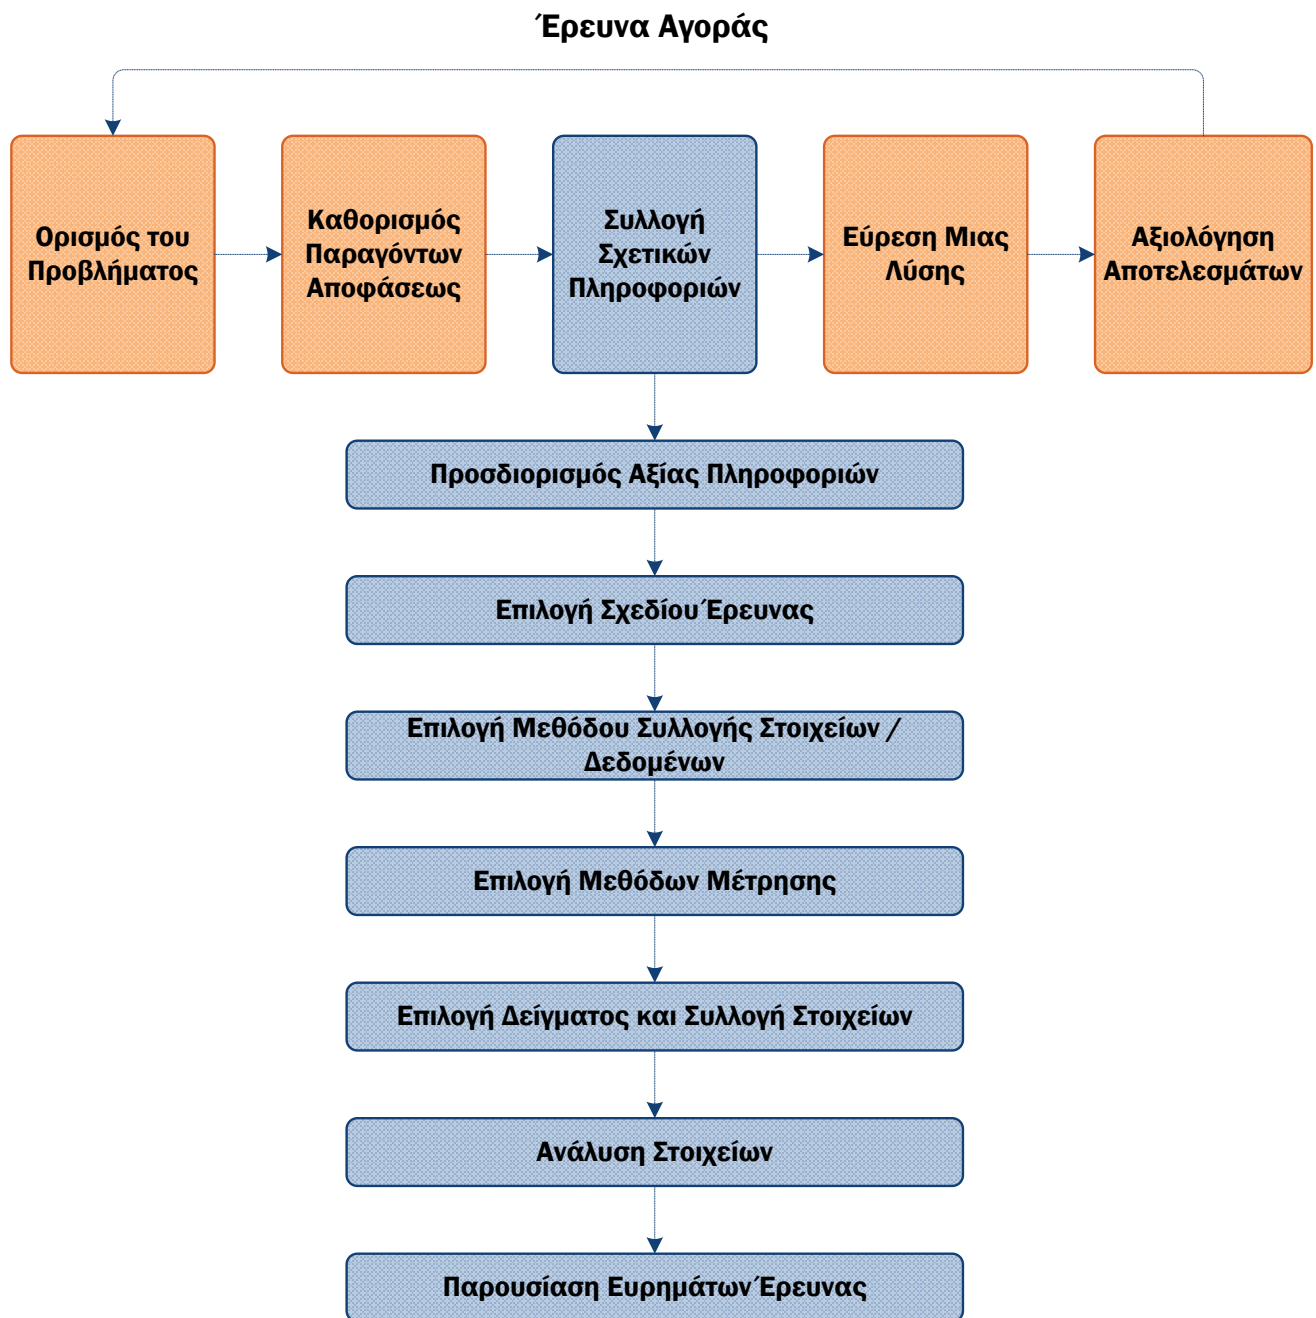 Έρευνα Αγοράς
Ορισμός του
Προβλήματος
Καθορισμός
Παραγόντων
Αποφάσεως
Συλλογή
Σχετικών
Πληροφοριών
Εύρεση Μιας
Λύσης
Αξιολόγηση
Αποτελεσμάτων
Προσδιορισμός Αξίας Πληροφοριών
Επιλογή Σχεδίου Έρευνας
Επιλογή Μεθόδου Συλλογής Στοιχείων /
Δεδομένων
Επιλογή Μεθόδων Μέτρησης
Επιλογή Δείγματος και Συλλογή Στοιχείων
Ανάλυση Στοιχείων
Παρουσίαση Ευρημάτων Έρευνας